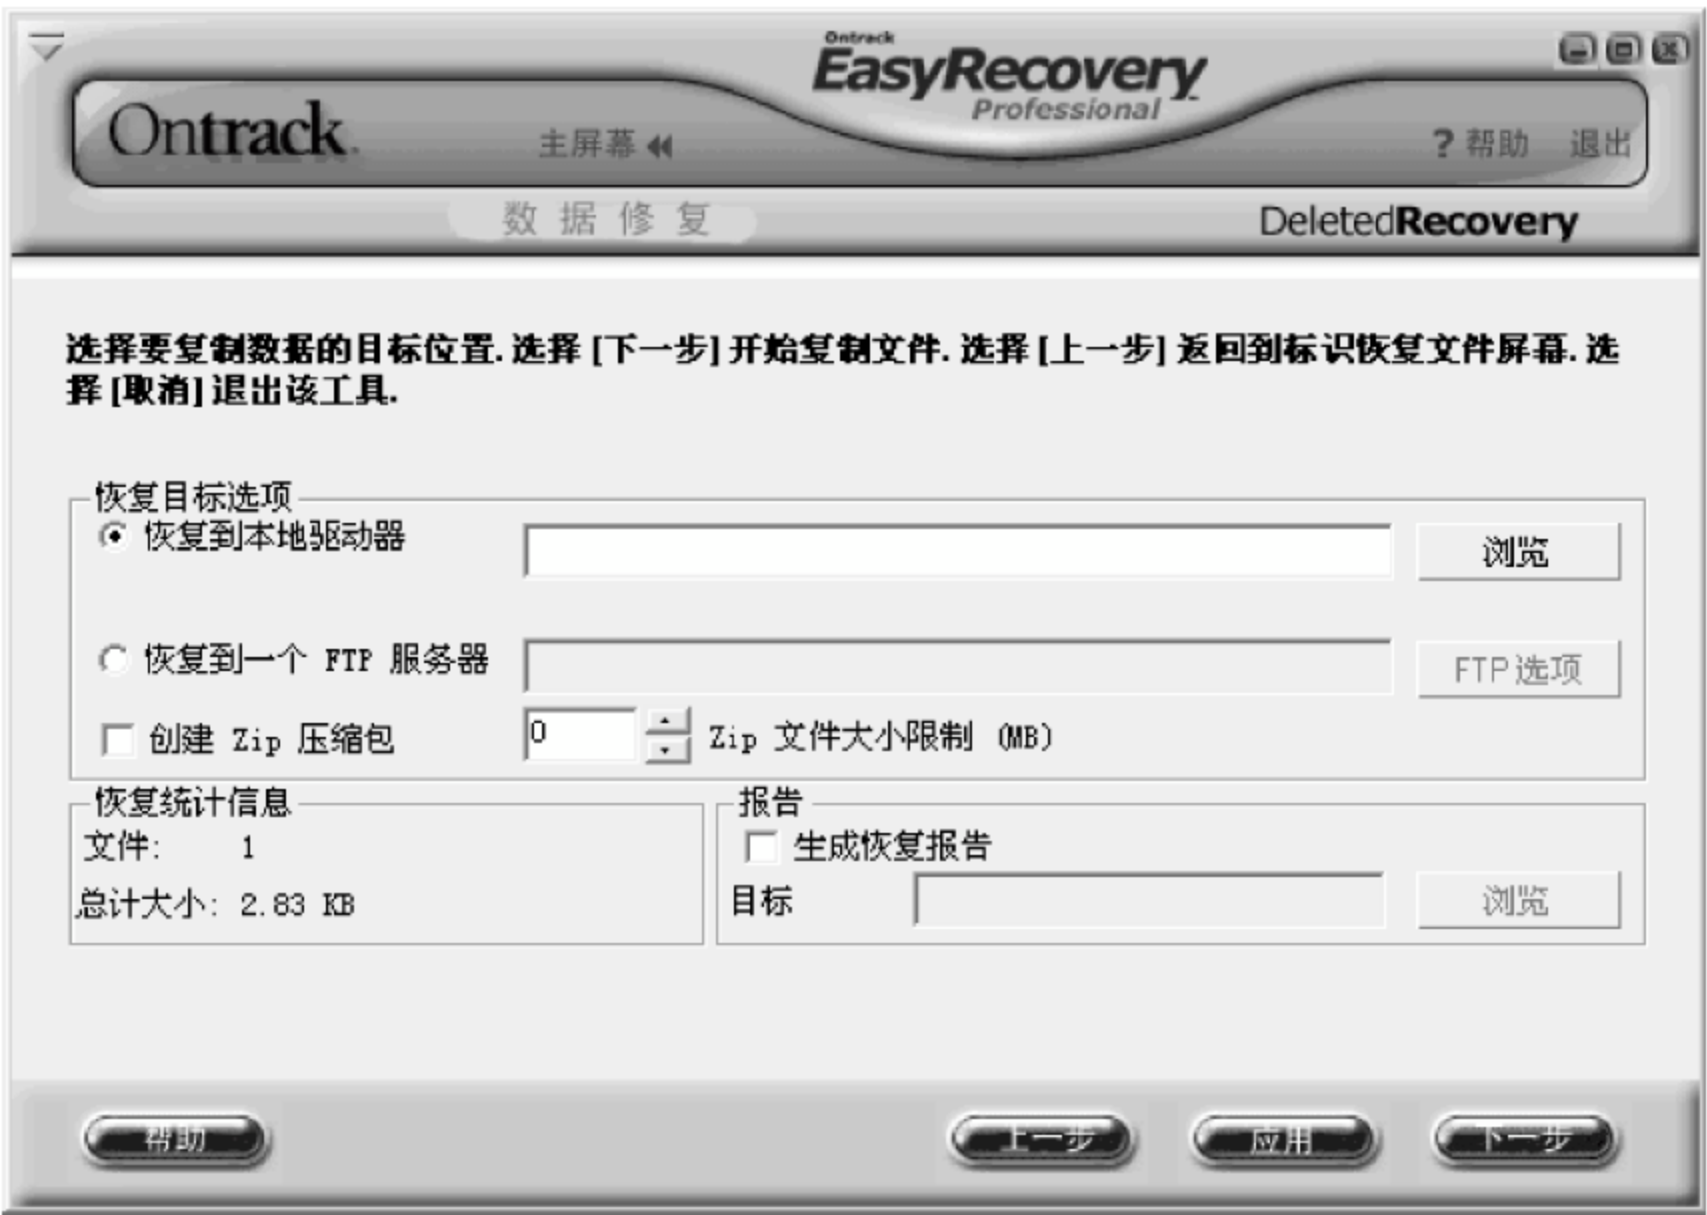 Ontrack
EasyRecovery
Professional
Ontrack
主屏幕
? 帮助 退出
数据修复
DeletedRecovery
选择要复制数据的目标位置. 选择 [下一步] 开始复制文件. 选择 [上一步] 返回到标识恢复文件屏幕. 选
择 [取消] 退出该工具.
恢复目标选项
恢复到本地驱动器 浏览
恢复到一个 FTP 服务器 FTP 选项
创建 Zip 压缩包 0 Zip 文件大小限制 (MB)
恢复统计信息
文件: 1
总计大小: 2.83 KB
报告
生成恢复报告
目标 浏览
帮助 上一步 应用 下一步